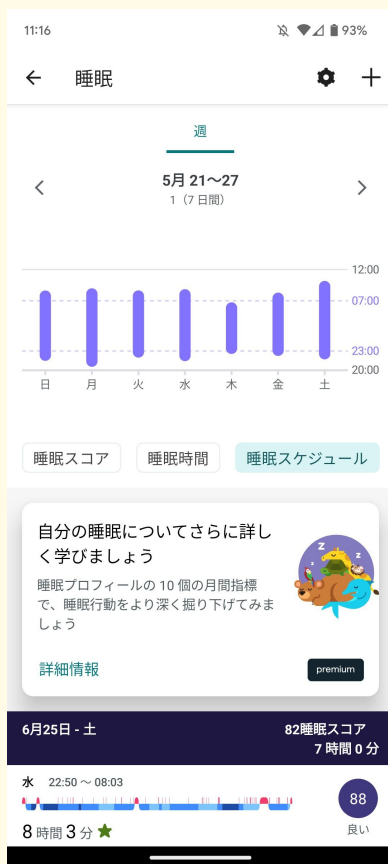 11:16
93%
睡眠
週
5月 21〜27
1（7 日間）
12:00
07:00
23:00
20:00
日 月 火 水 木 金 土
睡眠スコア 睡眠時間 睡眠スケジュール
自分の睡眠についてさらに詳し
く学びましょう
睡眠プロフィールの 10 個の月間指標
で、睡眠行動をより深く掘り下げてみま
しょう
z z z
詳細情報
premium
6月25日 - 土 82睡眠スコア
7 時間 0 分
水 22:50 〜 08:03
88
8 時間 3 分
良い